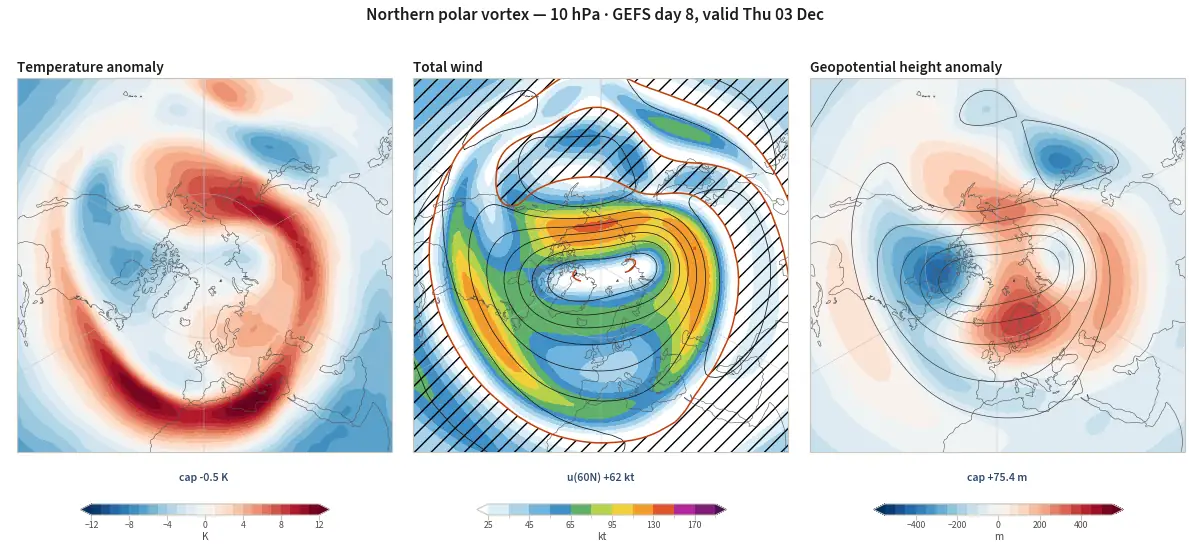 Northern polar vortex — 10 hPa · GEFS day 8, valid Thu 03 Dec
Temperature anomaly
Total wind
Geopotential height anomaly
cap -0.5 K
u(60N) +62 kt
cap +75.4 m
−12 −8 −4 0 4 8 12
K
25 45 65 95 130 170
kt
−400 −200 0 200 400
m